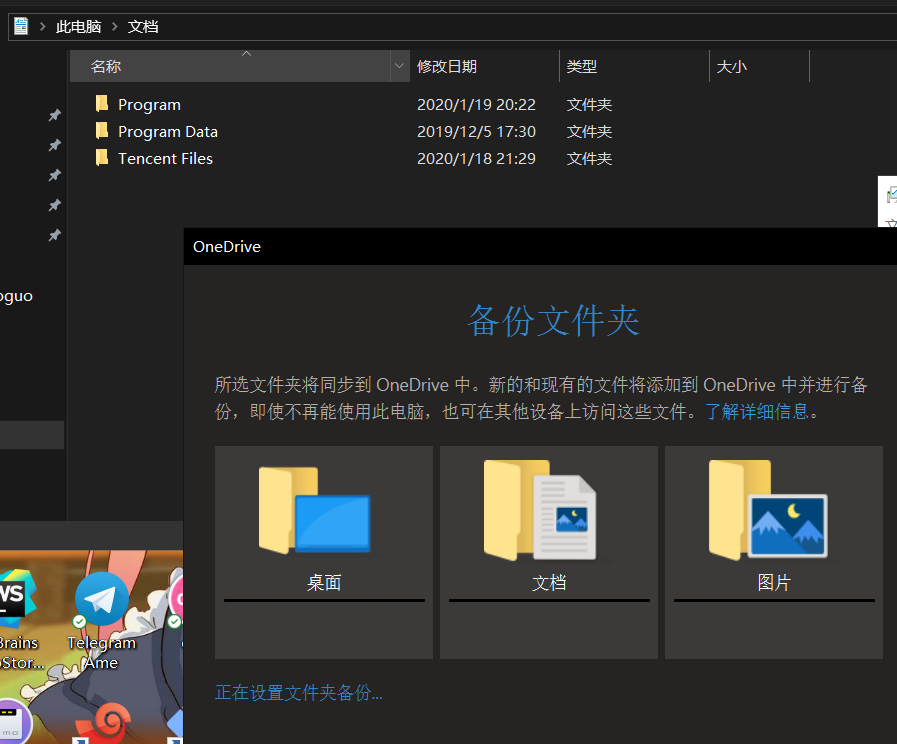 此电脑 > 文档
名称 修改日期 类型 大小
Program 2020/1/19 20:22 文件夹
Program Data 2019/12/5 17:30 文件夹
Tencent Files 2020/1/18 21:29 文件夹
oguo
OneDrive
备份文件夹
所选文件夹将同步到 OneDrive 中。新的和现有的文件将添加到 OneDrive 中并进行备
份，即使不再能使用此电脑，也可在其他设备上访问这些文件。了解详细信息。
桌面 文档 图片
正在设置文件夹备份...
WS
Brains Telegram
Stor... Ame